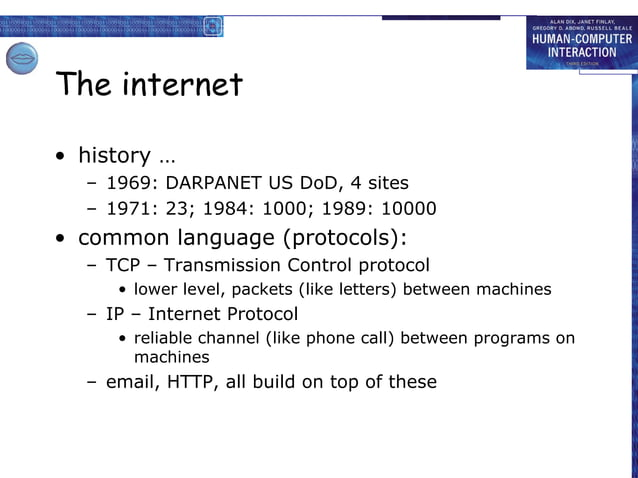 ALAN DIX, JANET FINLAY,
GREGORY D. ABOWD, RUSSELL BEALE
HUMAN-COMPUTER
INTERACTION
THIRD EDITION
The internet
• history …
– 1969: DARPANET US DoD, 4 sites
– 1971: 23; 1984: 1000; 1989: 10000
• common language (protocols):
– TCP – Transmission Control protocol
• lower level, packets (like letters) between machines
– IP – Internet Protocol
• reliable channel (like phone call) between programs on
machines
– email, HTTP, all build on top of these